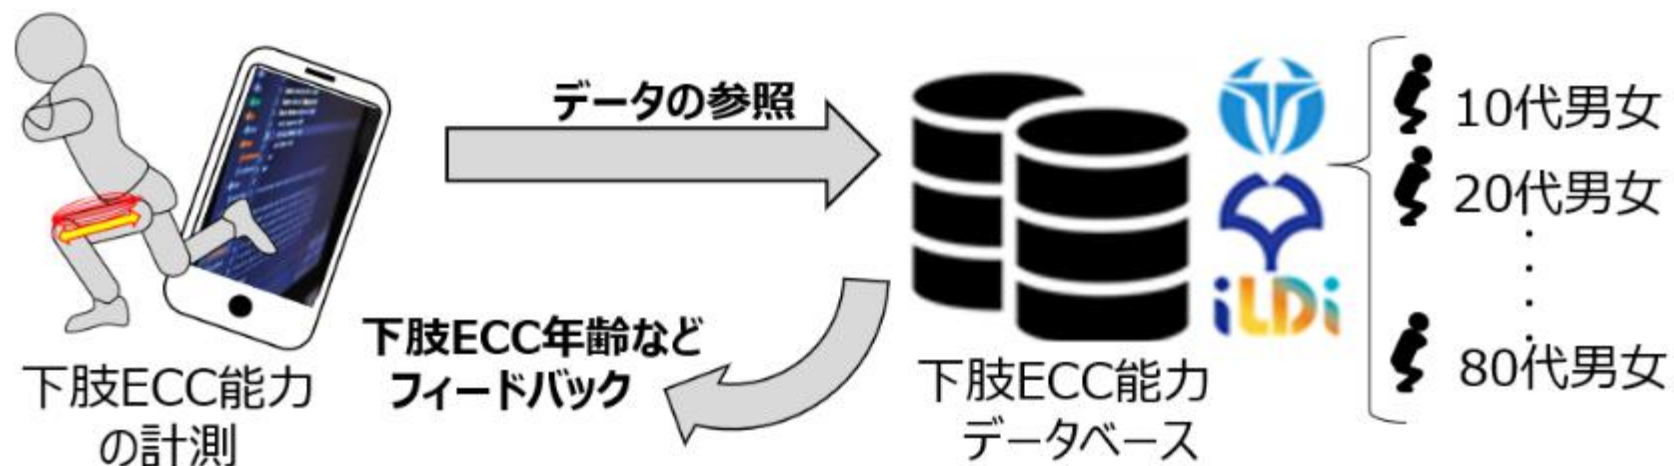 データの参照
下肢ECC年齢など
フィードバック
下肢ECC能力
の計測
下肢ECC能力
データベース
iLDi
10代男女
20代男女
80代男女